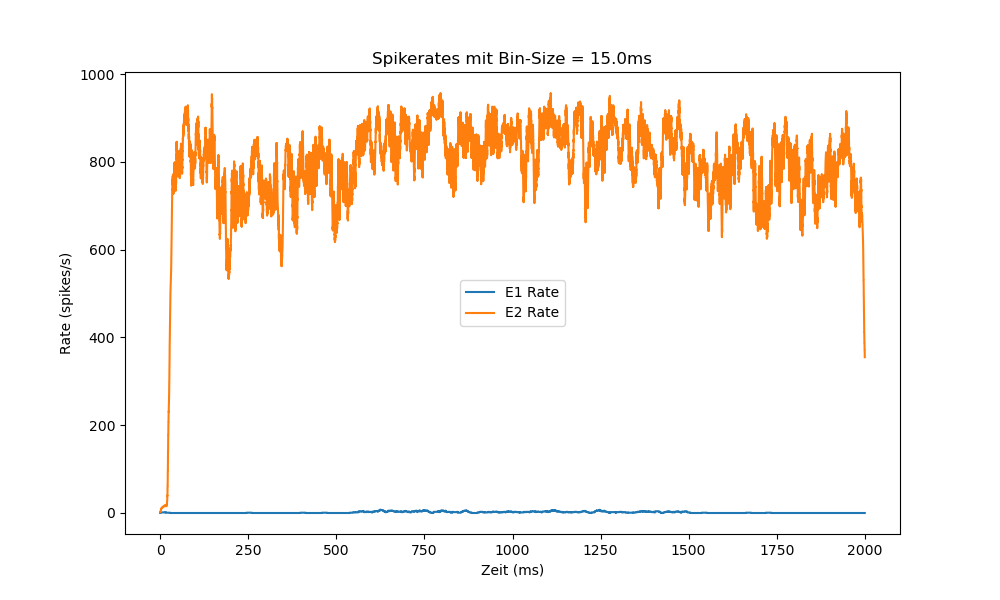 Spikerates mit Bin-Size = 15.0ms
1000
800
600
400
200
0
Rate (spikes/s)
E1 Rate
E2 Rate
0 250 500 750 1000 1250 1500 1750 2000
Zeit (ms)